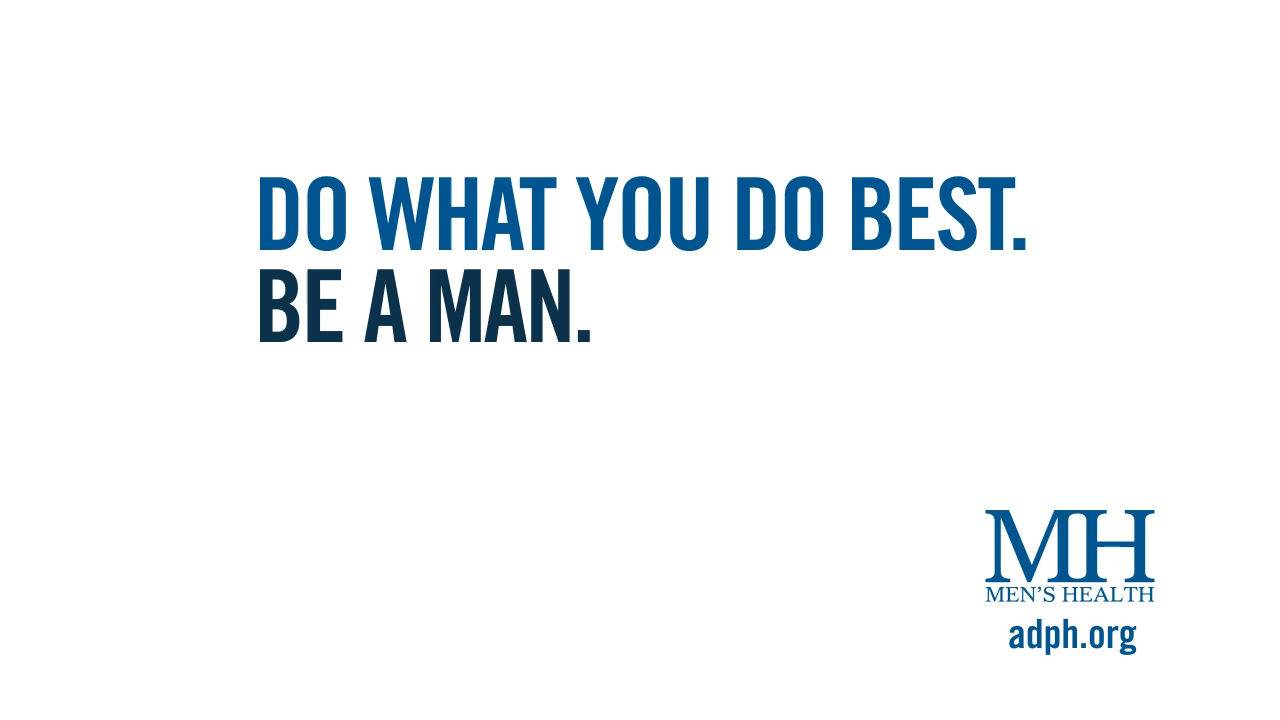 DO WHAT YOU DO BEST.
BE A MAN.
MH
MEN'S HEALTH
adph.org